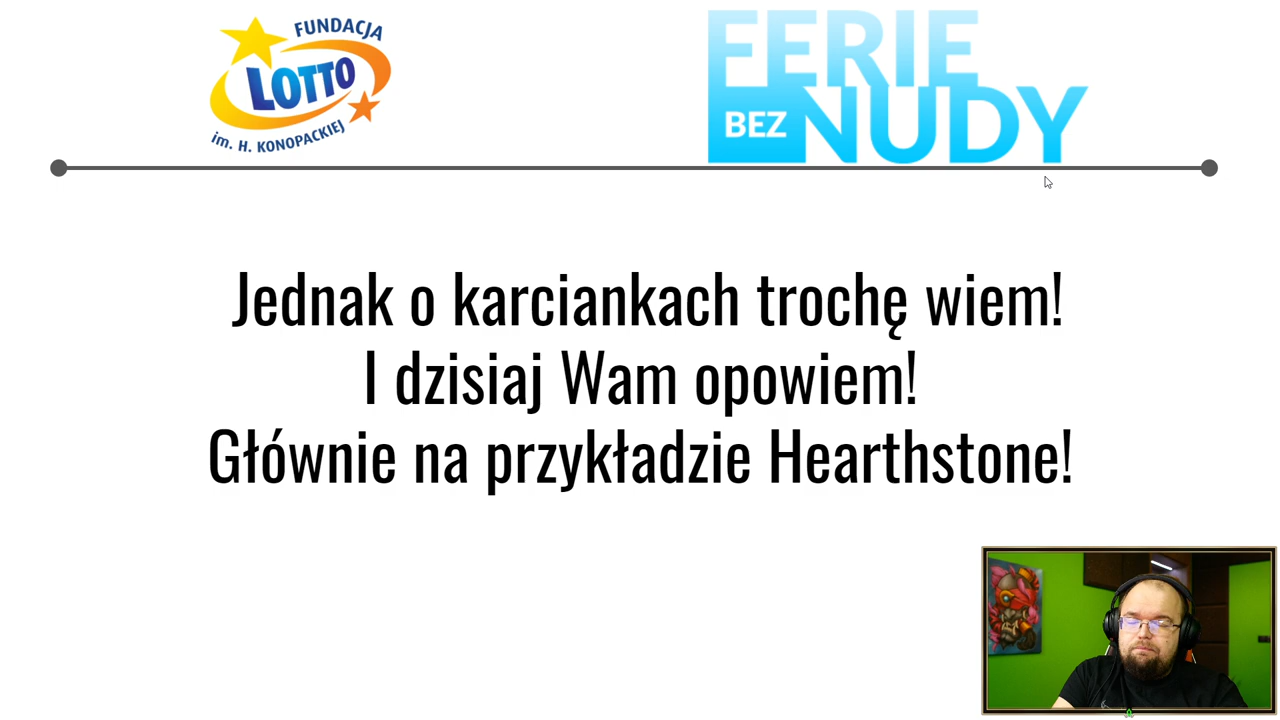 FUNDACJA
LOTTO
im. H. KONOPACKIEJ
FERIE
BEZ NUDY
Jednak o karciankach trochę wiem!
I dzisiaj Wam opowiem!
Głównie na przykładzie Hearthstone!